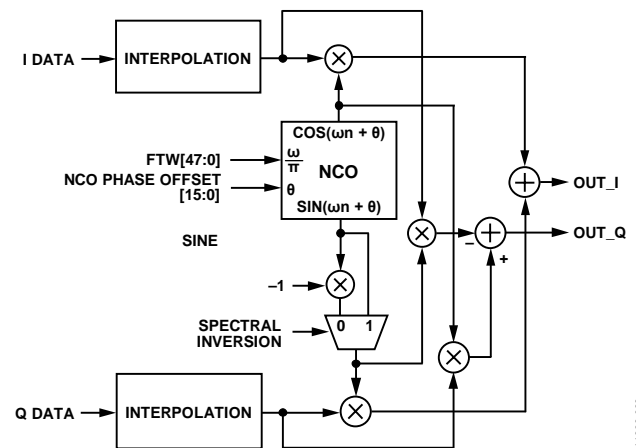 I DATA
INTERPOLATION
COS(ωn + θ)
FTW[47:0]
ω
π
NCO
NCO PHASE OFFSET
[15:0]
θ
SIN(ωn + θ)
SINE
OUT_I
OUT_Q
–
+
–1
0 1
SPECTRAL
INVERSION
Q DATA
INTERPOLATION